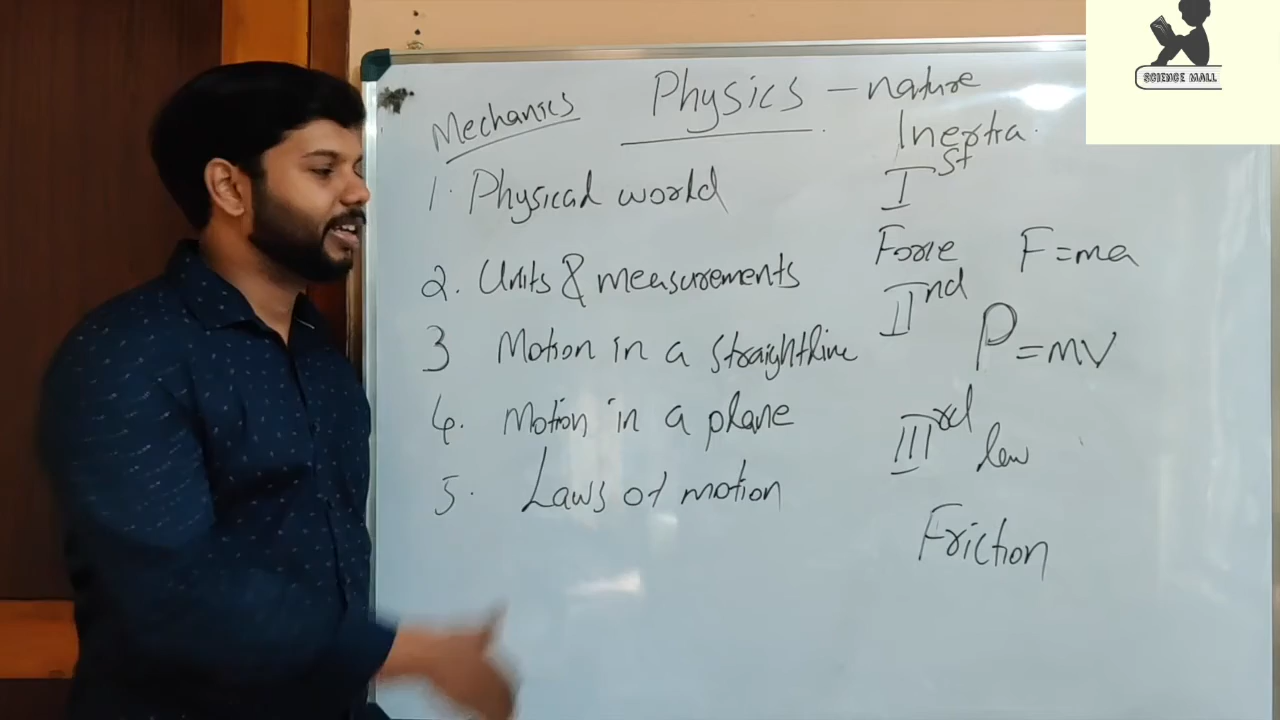 Mechanics
Physics – nature
1. Physical world
2. Units & measurements
3 Motion in a straightline
4. Motion in a plane
5. Laws of motion
Inertia.
I st
Force F=ma
II nd
P=mv
III rd law
Friction
SCIENCE MALL